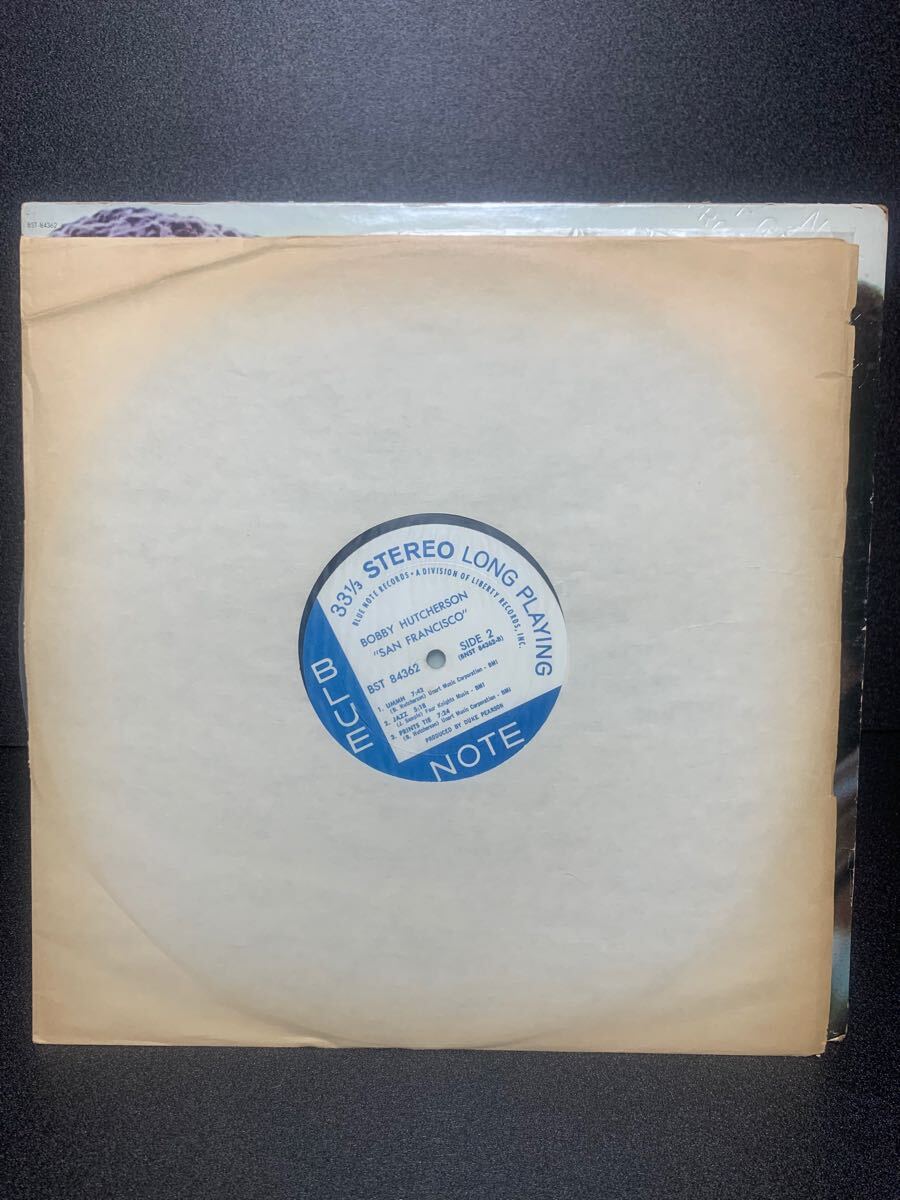 BST-84362
33⅓ STEREO LONG PLAYING
BLUE NOTE RECORDS • A DIVISION OF LIBERTY RECORDS, INC.
BOBBY HUTCHERSON
"SAN FRANCISCO"
BST 84362
SIDE 2
(BNST 84362-B)
1. UMMH 7:42
(B. Hutcherson) Unart Music Corporation - BMI
2. JAZZ 5:18
(J. Sample) Four Knights Music - BMI
3. PRINTS TIE 7:24
(B. Hutcherson) Unart Music Corporation - BMI
PRODUCED BY DUKE PEARSON
BLUE
NOTE